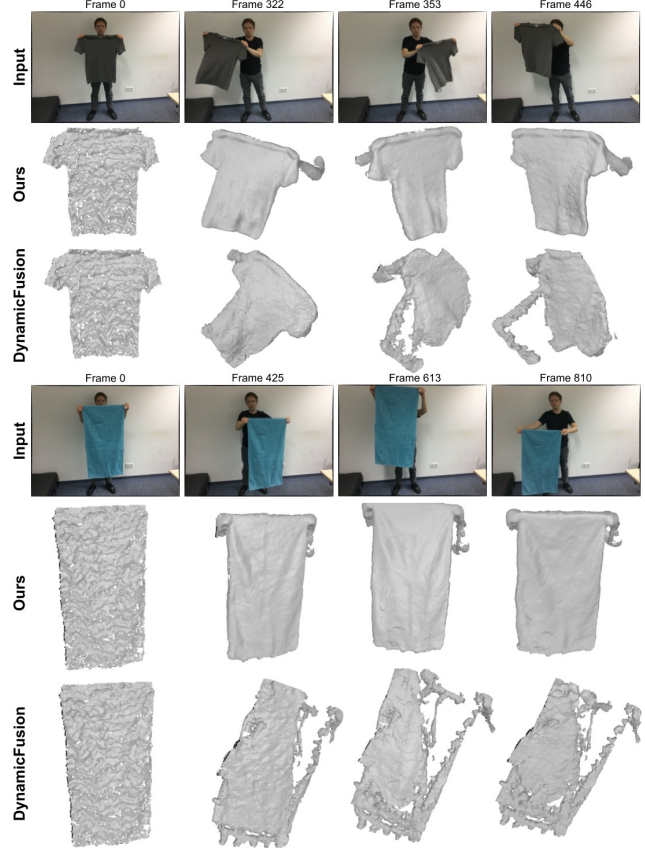 Frame 0 Frame 322 Frame 353 Frame 446
Input
Ours
DynamicFusion
Frame 0 Frame 425 Frame 613 Frame 810
Input
Ours
DynamicFusion